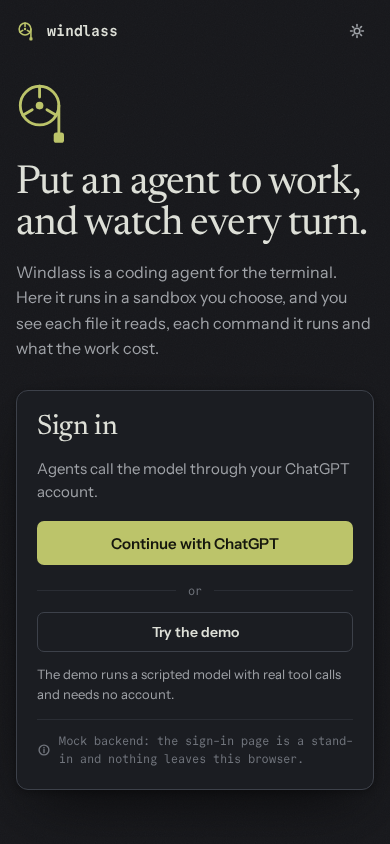 windlass
Put an agent to work,
and watch every turn.
Windlass is a coding agent for the terminal.
Here it runs in a sandbox you choose, and you
see each file it reads, each command it runs and
what the work cost.
Sign in
Agents call the model through your ChatGPT
account.
Continue with ChatGPT
or
Try the demo
The demo runs a scripted model with real tool calls
and needs no account.
Mock backend: the sign-in page is a stand-
in and nothing leaves this browser.